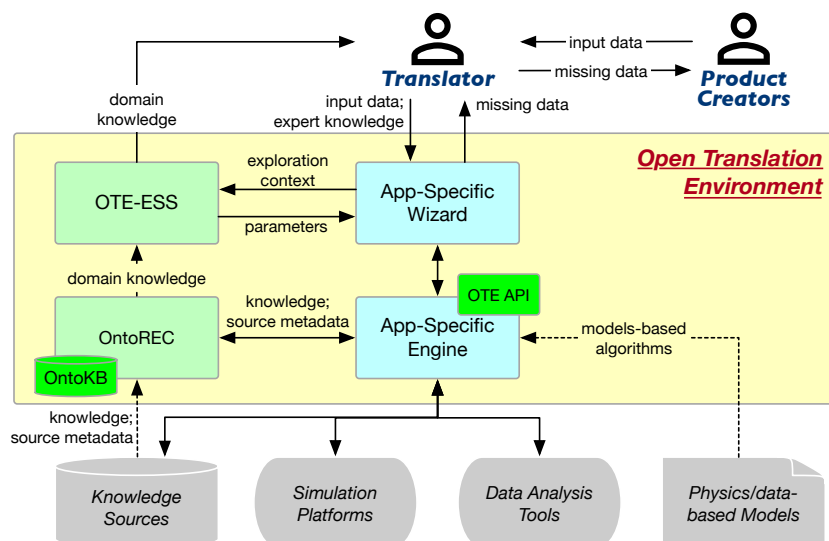 input data
missing data
Translator
Product
Creators
domain
knowledge
input data;
expert knowledge
missing data
Open Translation
Environment
exploration
context
OTE-ESS
App-Specific
Wizard
parameters
domain knowledge
OTE API
knowledge;
source metadata
OntoREC
App-Specific
Engine
models-based
algorithms
OntoKB
knowledge;
source metadata
Knowledge
Sources
Simulation
Platforms
Data Analysis
Tools
Physics/data-
based Models